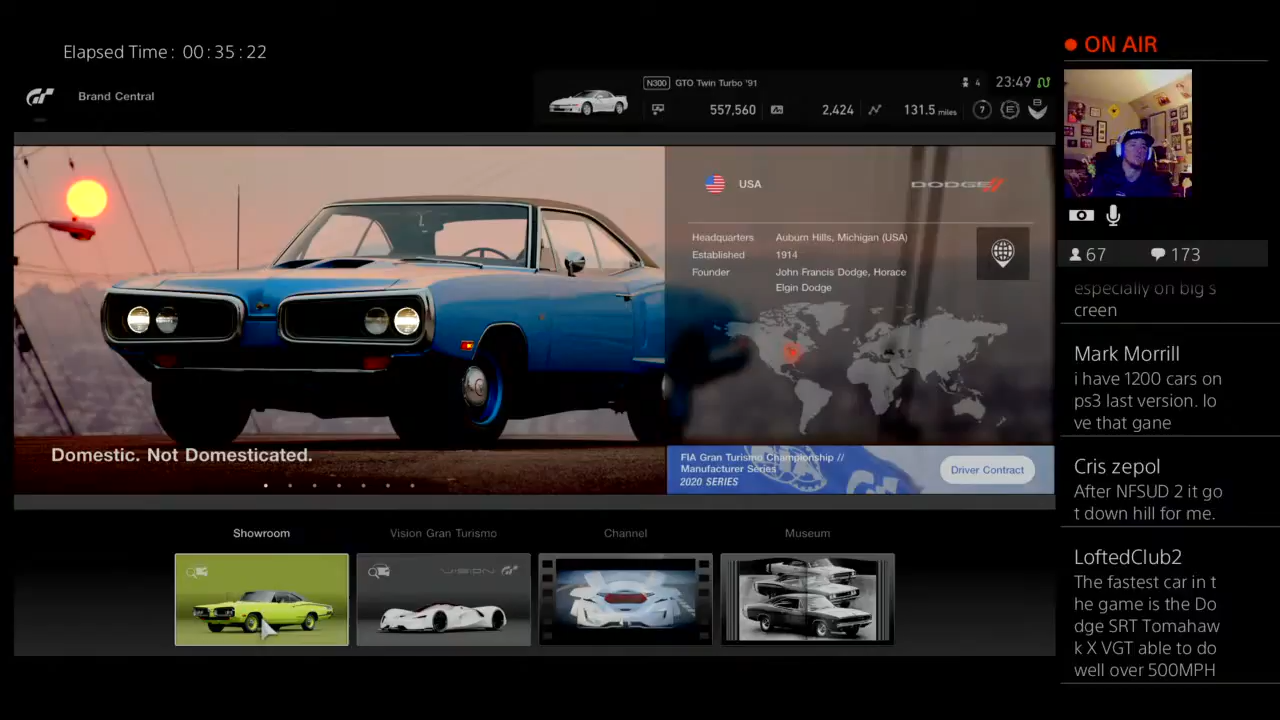 Elapsed Time: 00:35:22
ON AIR
Brand Central
N300 GTO Twin Turbo '91
4 23:49
557,560 2,424 131.5 miles 7 E B
USA DODGE
Headquarters Auburn Hills, Michigan (USA)
Established 1914
Founder John Francis Dodge, Horace
Elgin Dodge
Domestic. Not Domesticated.
FIA Gran Turismo Championship //
Manufacturer Series
2020 SERIES
Driver Contract
Showroom Vision Gran Turismo Channel Museum
VISION GT
67 173
especially on big s
creen
Mark Morrill
i have 1200 cars on
ps3 last version. lo
ve that gane
Cris zepol
After NFSUD 2 it go
t down hill for me.
LoftedClub2
The fastest car in t
he game is the Do
dge SRT Tomahaw
k X VGT able to do
well over 500MPH